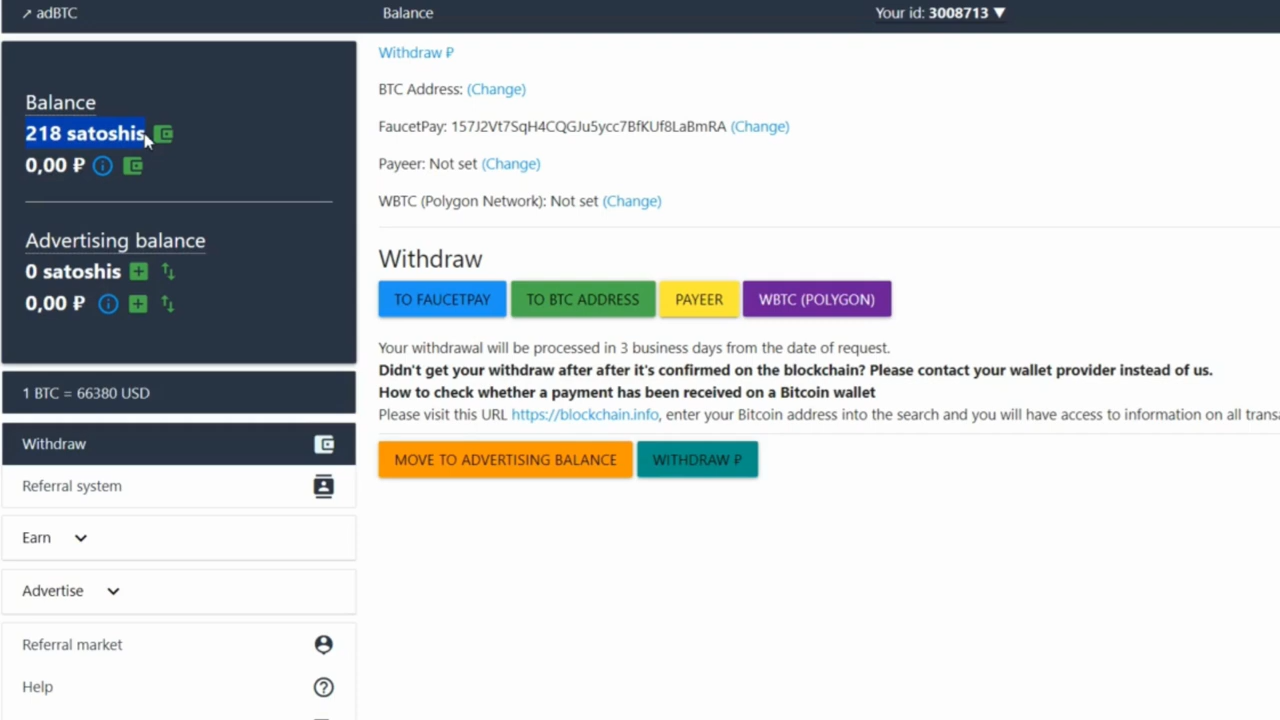 ↗ adBTC
Balance
Your id: 3008713 ▼
Balance
218 satoshis
0,00 ₽
Advertising balance
0 satoshis
0,00 ₽
1 BTC = 66380 USD
Withdraw
Referral system
Earn
Advertise
Referral market
Help
Withdraw ₽
BTC Address: (Change)
FaucetPay: 157J2Vt7SqH4CQGJu5ycc7BfKUf8LaBmRA (Change)
Payeer: Not set (Change)
WBTC (Polygon Network): Not set (Change)
Withdraw
TO FAUCETPAY TO BTC ADDRESS PAYEER WBTC (POLYGON)
Your withdrawal will be processed in 3 business days from the date of request.
Didn't get your withdraw after after it's confirmed on the blockchain? Please contact your wallet provider instead of us.
How to check whether a payment has been received on a Bitcoin wallet
Please visit this URL https://blockchain.info, enter your Bitcoin address into the search and you will have access to information on all transa
MOVE TO ADVERTISING BALANCE WITHDRAW ₽